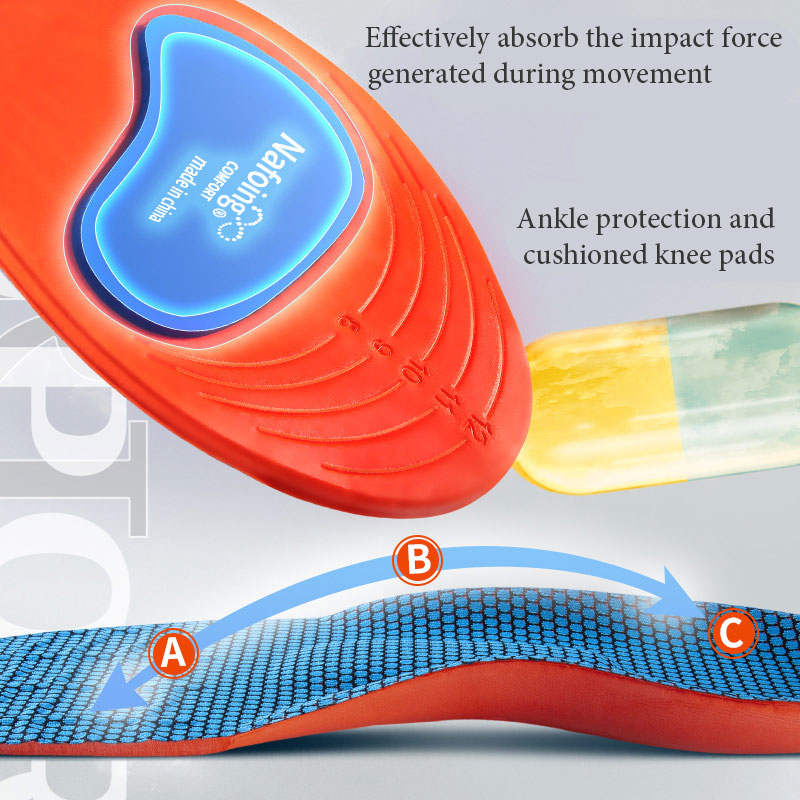 Effectively absorb the impact force
generated during movement
Nafoing
COMFORT
®
made in china
Ankle protection and
cushioned knee pads
8
9
10
11
12
A
B
C